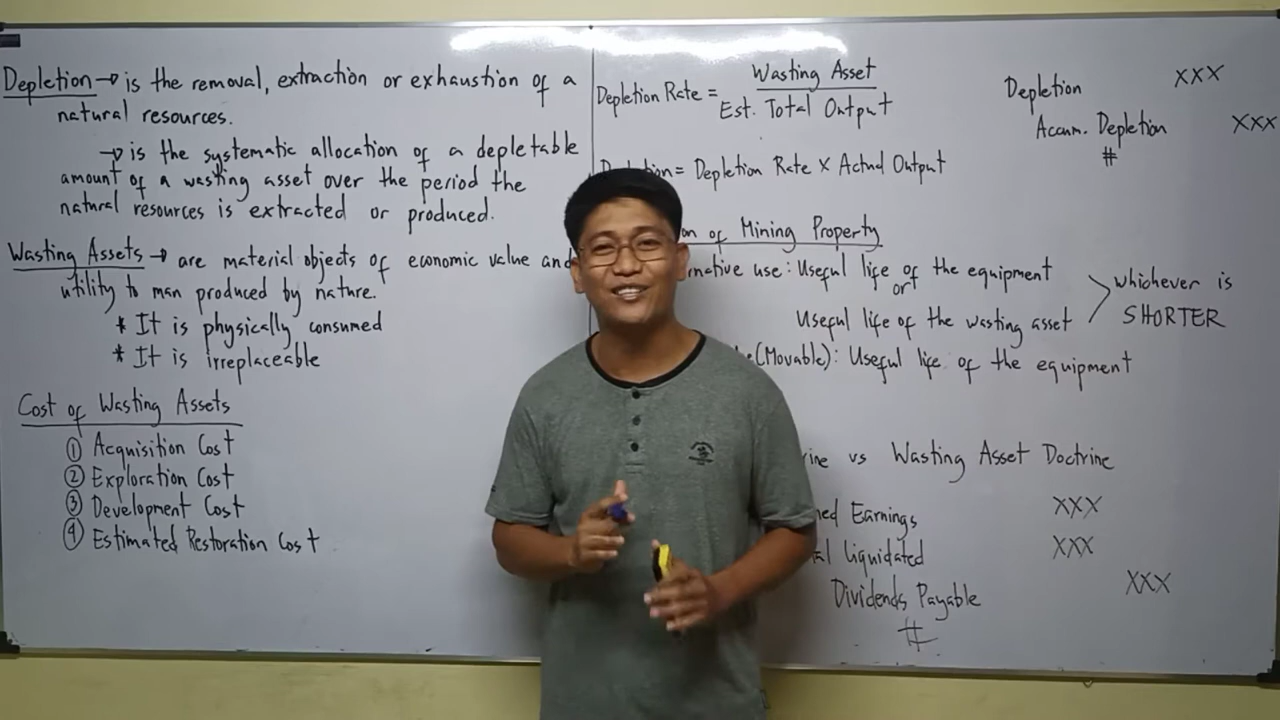 Depletion → is the removal, extraction or exhaustion of a
natural resources.
→ is the systematic allocation of a depletable
amount of a wasting asset over the period the
natural resources is extracted or produced.
Wasting Assets → are material objects of economic value and
utility to man produced by nature.
* It is physically consumed
* It is irreplaceable
Cost of Wasting Assets
① Acquisition Cost
② Exploration Cost
③ Development Cost
④ Estimated Restoration Cost
Depletion Rate = Wasting Asset
Est. Total Output
= Depletion Rate X Actual Output
of Mining Property
use: Useful life of the equipment
or
Useful life of the wasting asset
whichever is
SHORTER
(Movable): Useful life of the equipment
vs Wasting Asset Doctrine
Earnings XXX
Liquidated XXX
Dividends Payable XXX
#
Depletion XXX
Accum. Depletion XXX
#